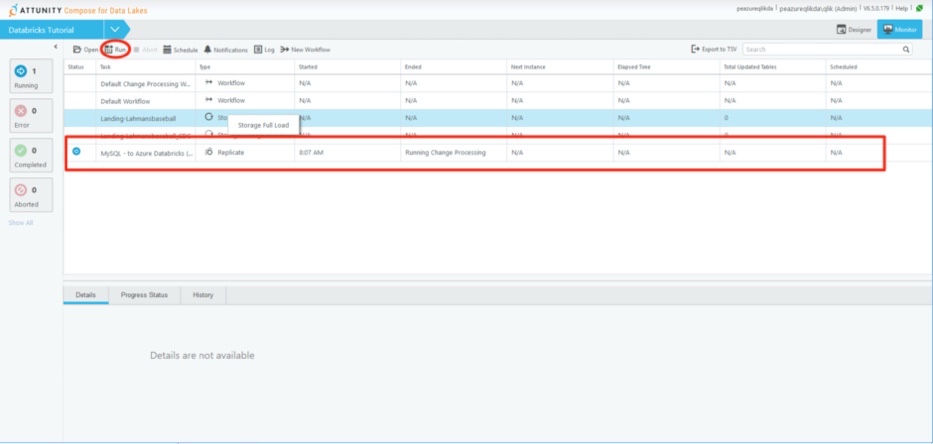 ATTUNITY Compose for Data Lakes peazureqlikda | peazureqlikda\qlik (Admin) | V6.5.0.179 | Help |
Databricks Tutorial Designer Monitor
Open Run Abort Schedule Notifications Log New Workflow Export to TSV Search
Status Task Type Started Ended Next Instance Elapsed Time Total Updated Tables Scheduled
1 Running
0 Error
0 Completed
0 Aborted
Show All
Default Change Processing W... Workflow N/A N/A N/A N/A N/A N/A
Default Workflow Workflow N/A N/A N/A N/A N/A N/A
Landing-Lahmansbaseball Sto N/A N/A N/A N/A 0 N/A
Storage Full Load
Landing-Lahmansbaseball_CDC N/A N/A N/A N/A 0 N/A
MySQL - to Azure Databricks (... Replicate 8:07 AM Running Change Processing N/A N/A N/A N/A
Details Progress Status History
Details are not available